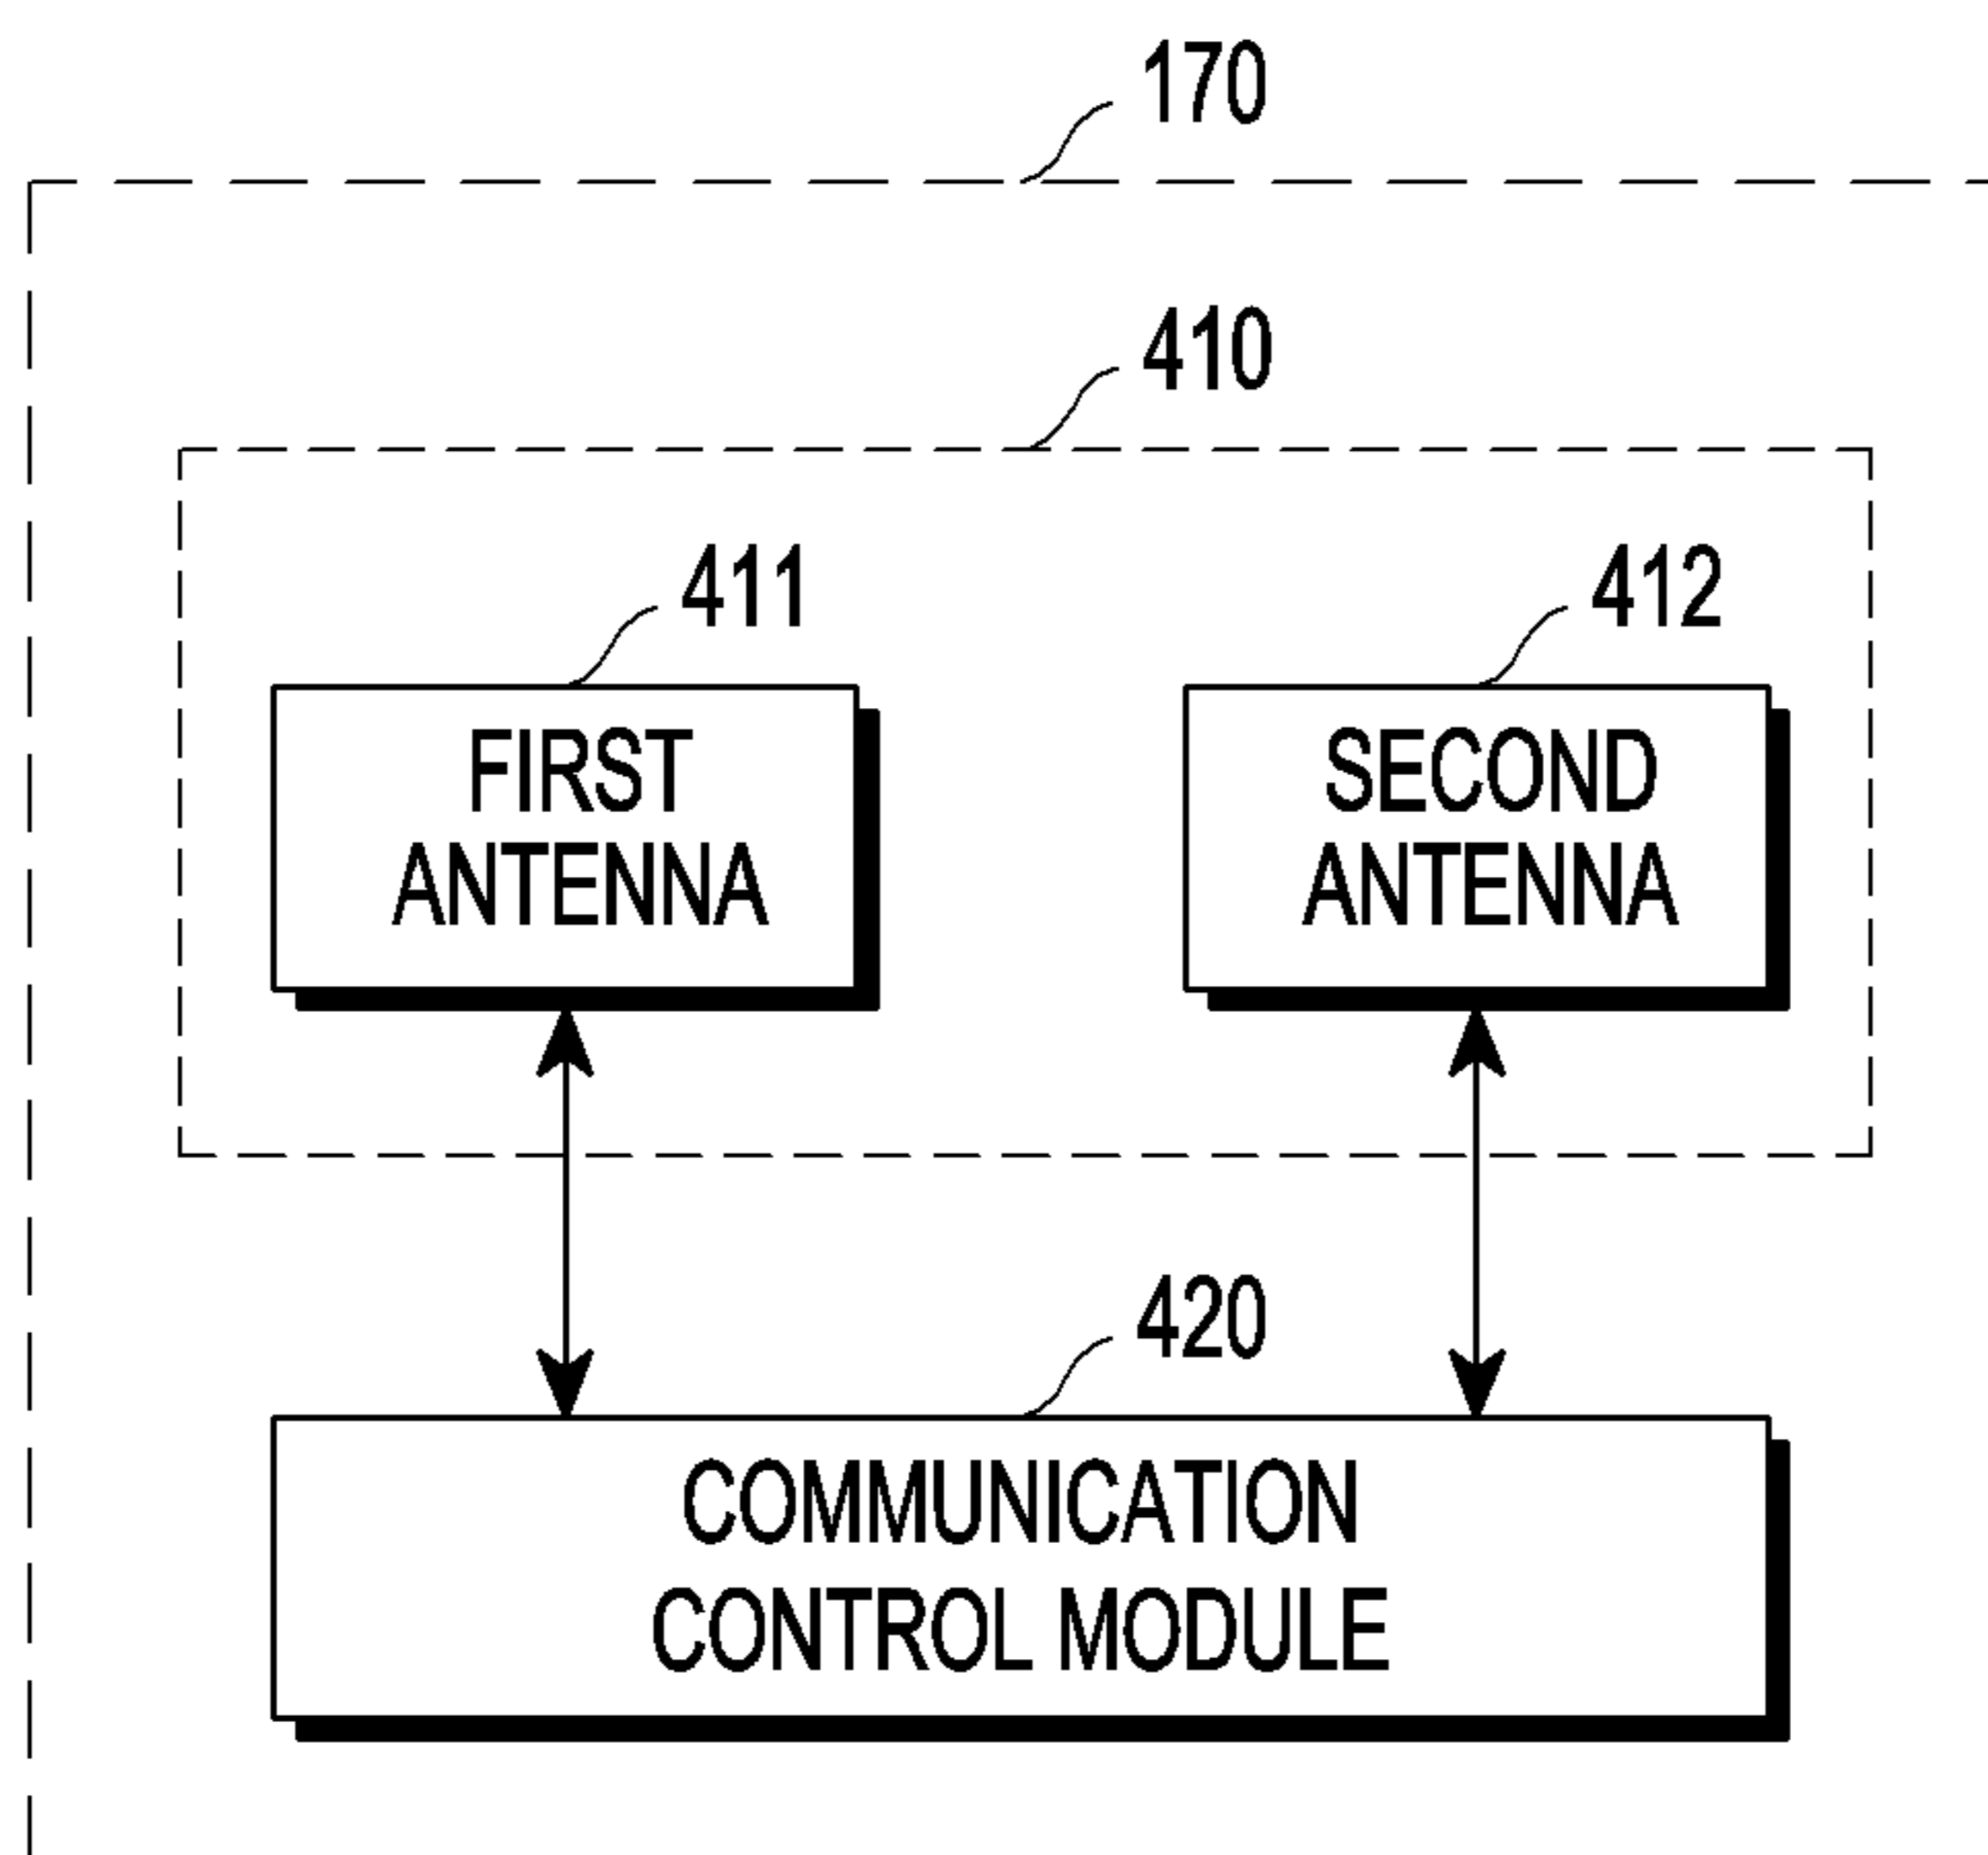 170
410
411
412
FIRST
ANTENNA
SECOND
ANTENNA
420
COMMUNICATION
CONTROL MODULE